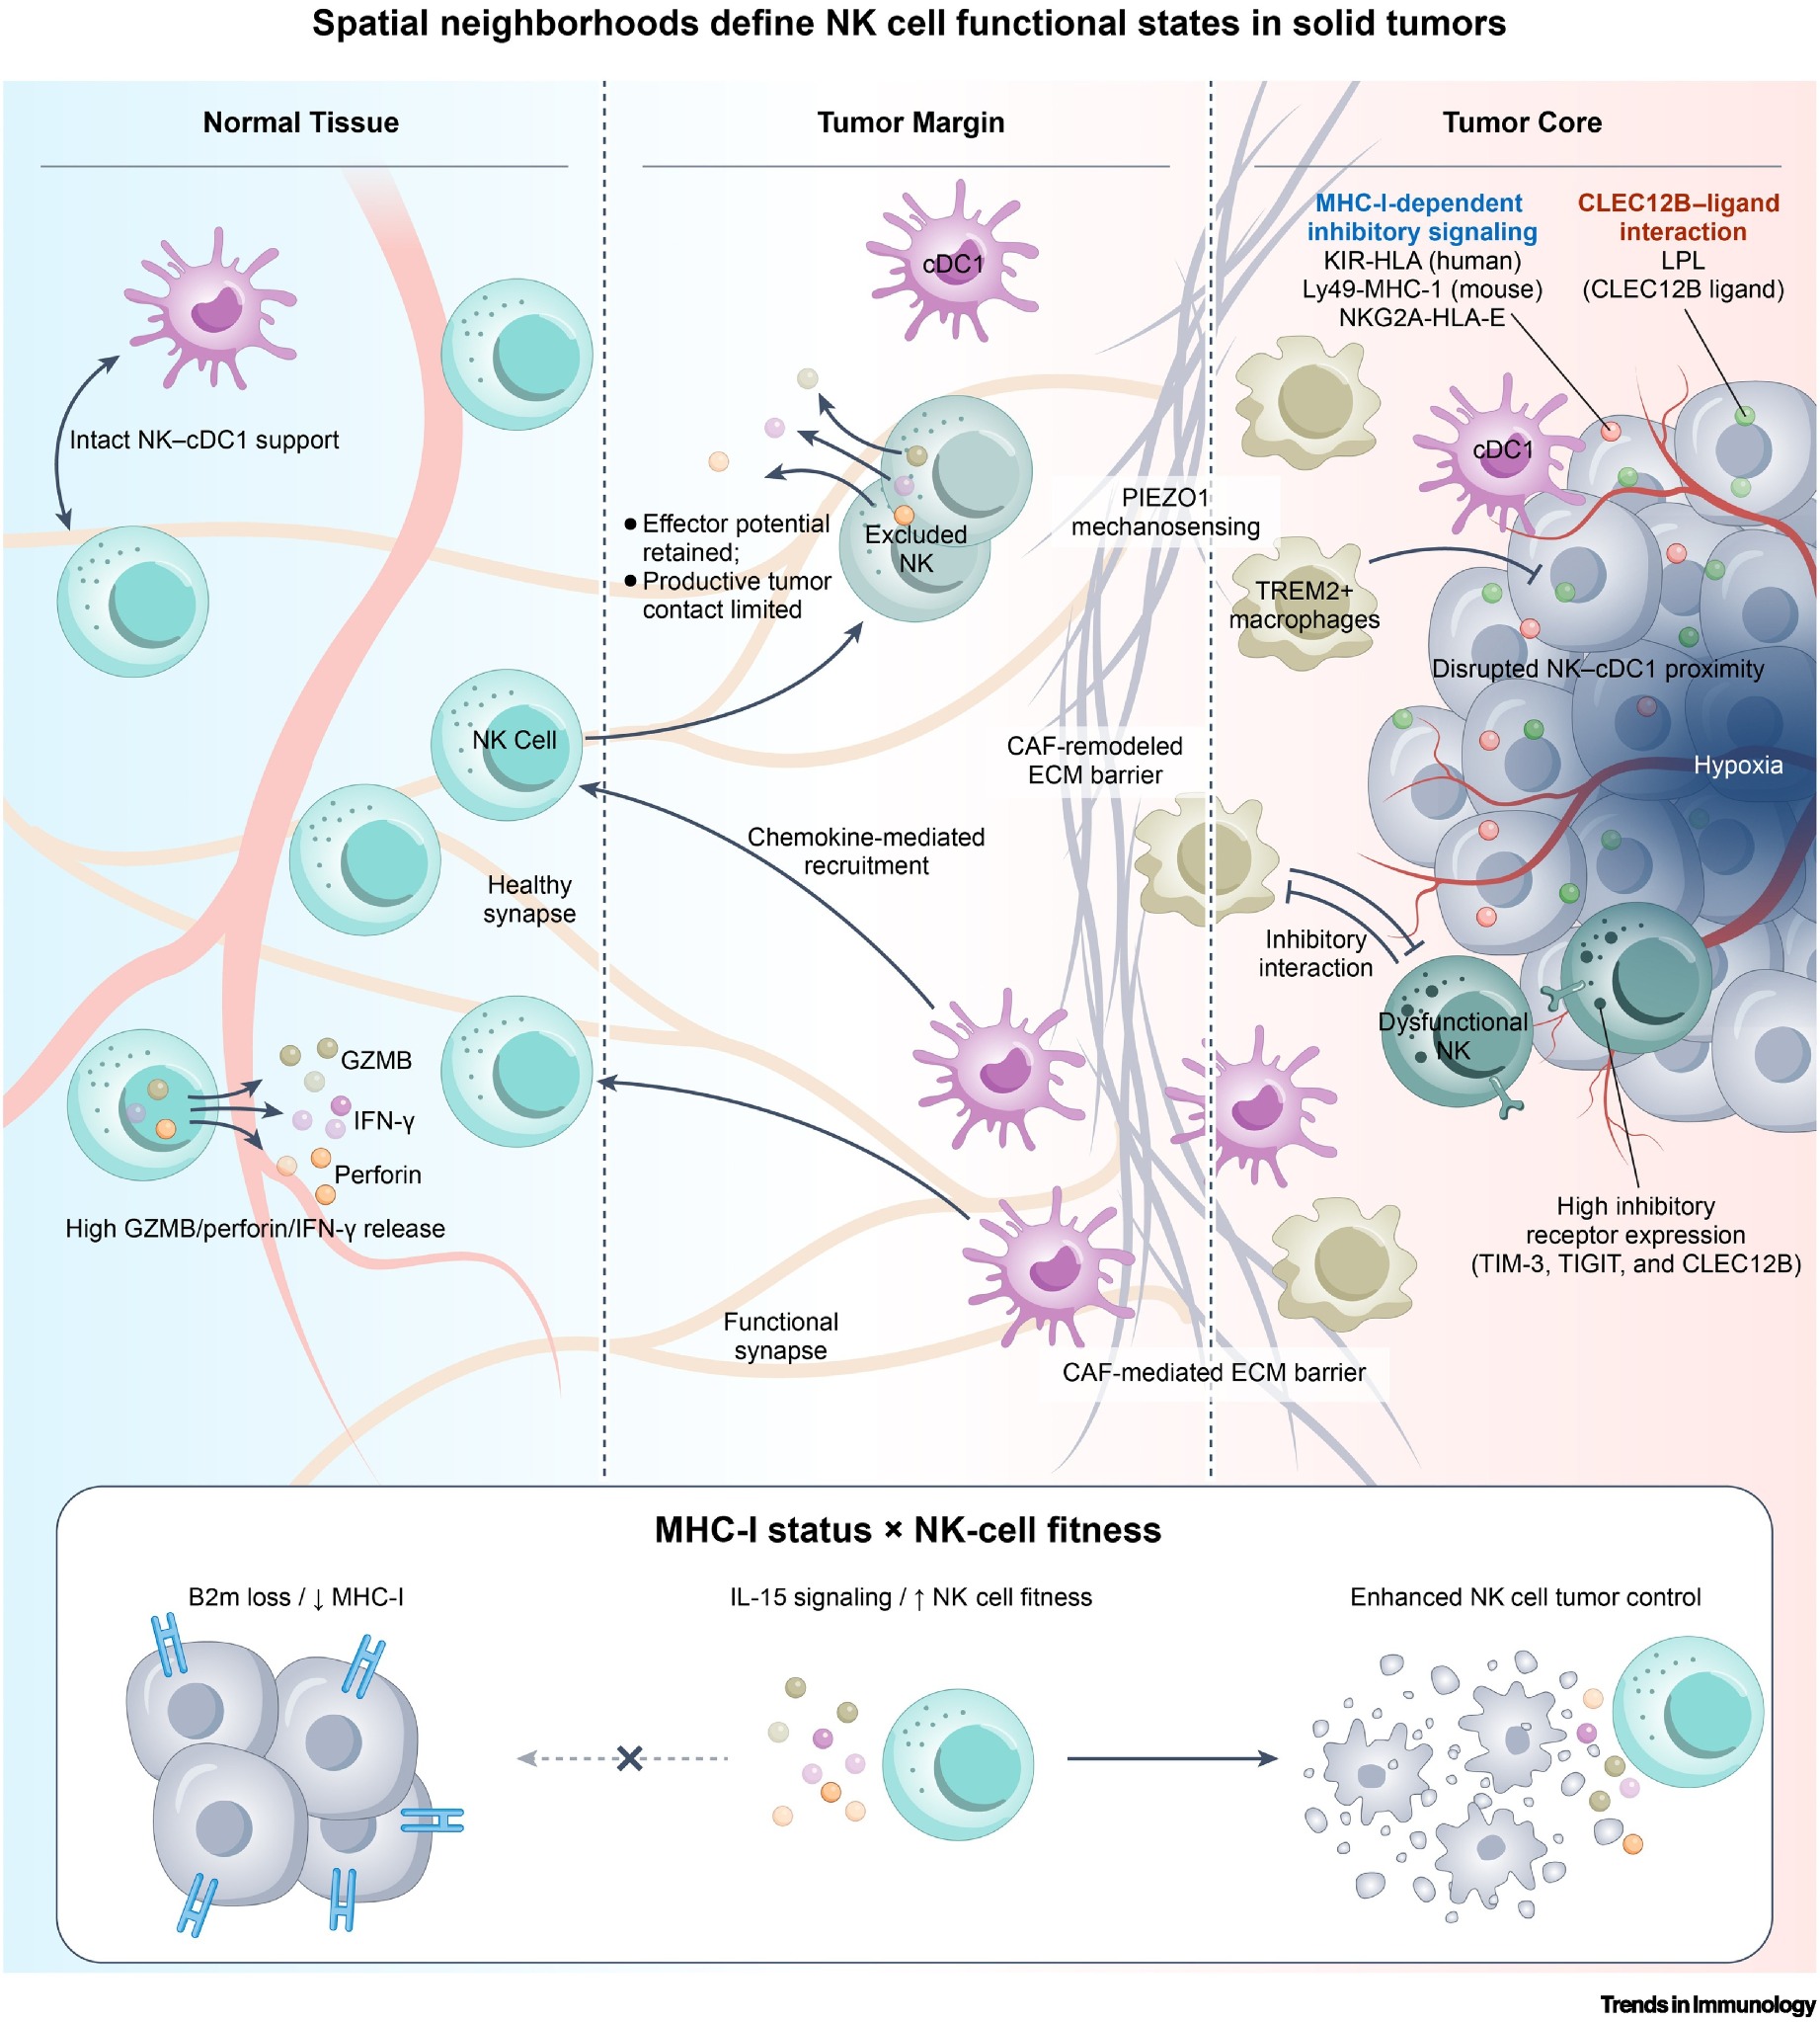 Spatial neighborhoods define NK cell functional states in solid tumors
Normal Tissue
Intact NK–cDC1 support
NK Cell
Healthy
synapse
GZMB
IFN-γ
Perforin
High GZMB/perforin/IFN-γ release
Tumor Margin
cDC1
● Effector potential
retained;
● Productive tumor
contact limited
Excluded
NK
PIEZO1
mechanosensing
CAF-remodeled
ECM barrier
Chemokine-mediated
recruitment
Functional
synapse
CAF-mediated ECM barrier
Tumor Core
MHC-I-dependent
inhibitory signaling
KIR-HLA (human)
Ly49-MHC-1 (mouse)
NKG2A-HLA-E
CLEC12B–ligand
interaction
LPL
(CLEC12B ligand)
cDC1
TREM2+
macrophages
Disrupted NK–cDC1 proximity
Hypoxia
Inhibitory
interaction
Dysfunctional
NK
High inhibitory
receptor expression
(TIM-3, TIGIT, and CLEC12B)
MHC-I status × NK-cell fitness
B2m loss / ↓ MHC-I
IL-15 signaling / ↑ NK cell fitness
Enhanced NK cell tumor control
Trends in Immunology